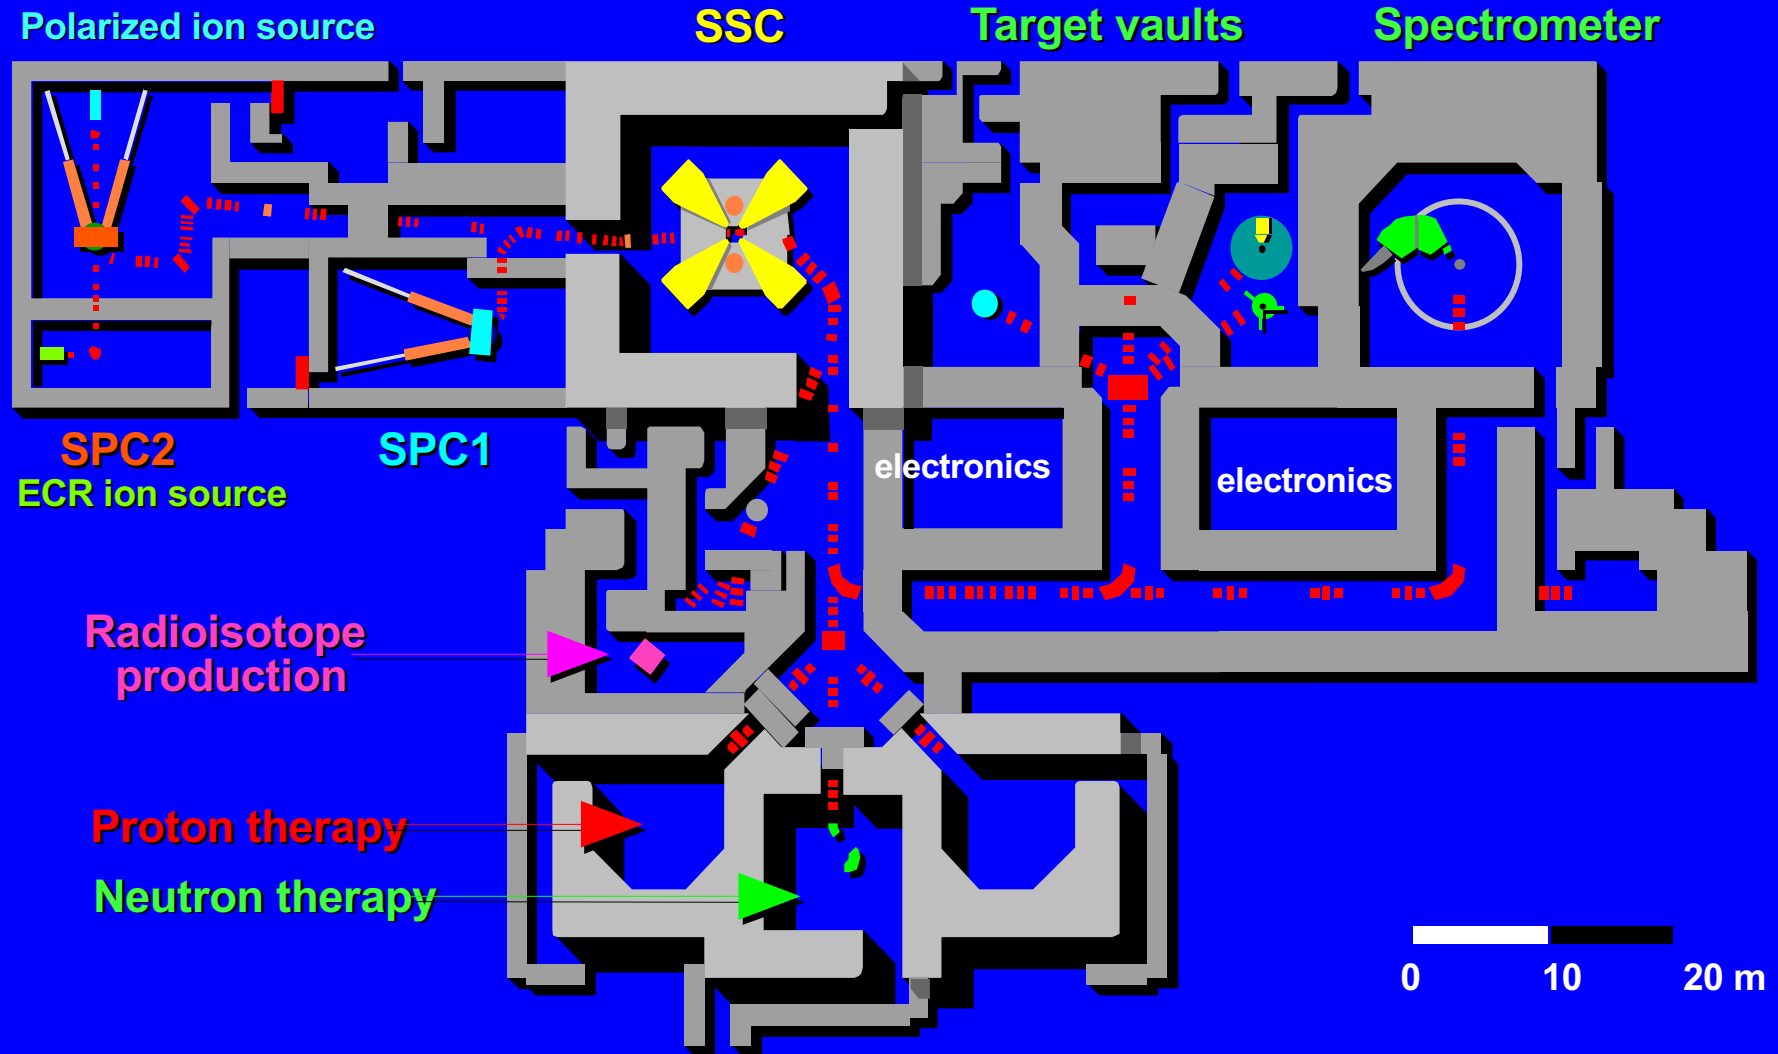 Polarized ion source
SSC
Target vaults
Spectrometer
SPC2
SPC1
ECR ion source
electronics
electronics
Radioisotope
production
Proton therapy
Neutron therapy
0 10 20 m